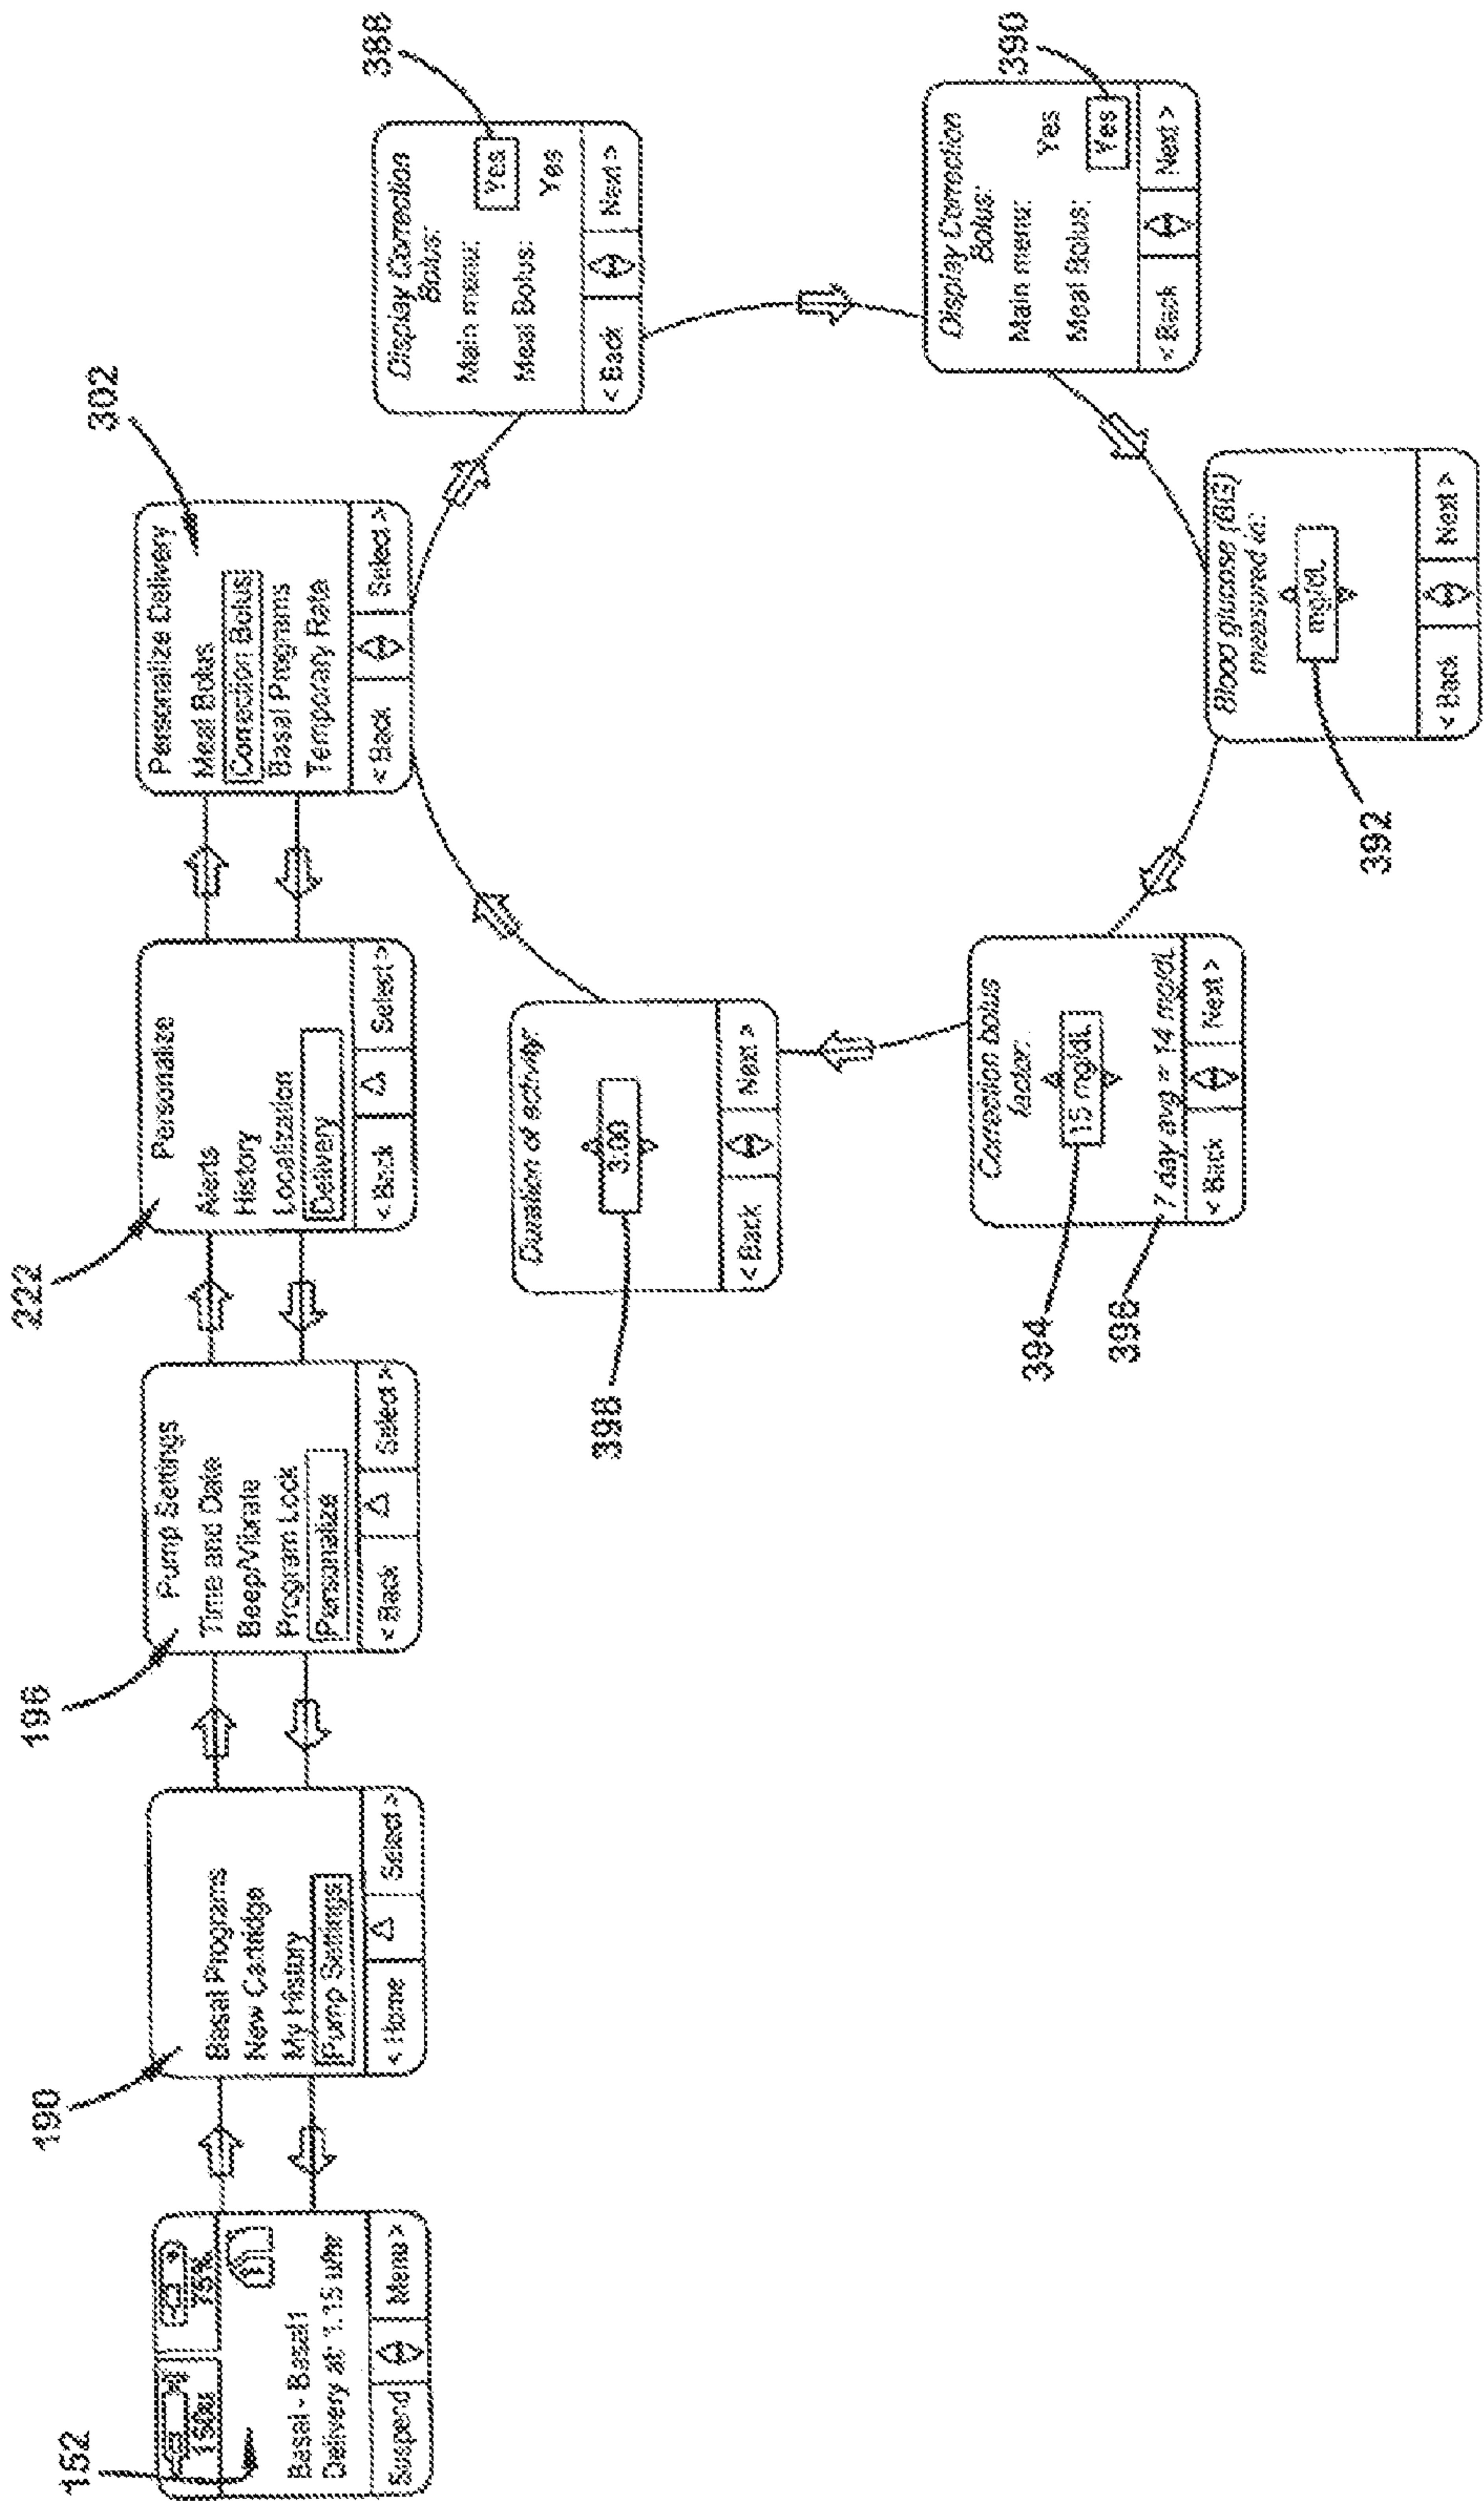 152
150u
75%
Basal - Basal1
Delivery at: 1.15 u/hr
Suspend
Menu >
190
Basal Programs
New Cartridge
My History
Pump Settings
< Home
Select >
196
Pump Settings
Time and Date
Beep/Vibrate
Program Lock
Personalize
< Back
Select >
222
Personalize
Alerts
History
Localization
Delivery
< Back
Select >
302
Personalize Delivery
Meal Bolus
Correction Bolus
Basal Programs
Temporary Rate
< Back
Select >
388
Display Correction
Bolus:
Main menu: Yes
Meal Bolus: Yes
< Back
Next >
390
Display Correction
Bolus:
Main menu: Yes
Meal Bolus: Yes
< Back
Next >
392
Blood glucose (BG)
measured in:
mg/dL
< Back
Next >
394
396
Correction bolus
factor:
15 mg/dL
7 day avg = 14 mg/dL
< Back
Next >
398
Duration of activity:
3:00
< Back
Next >